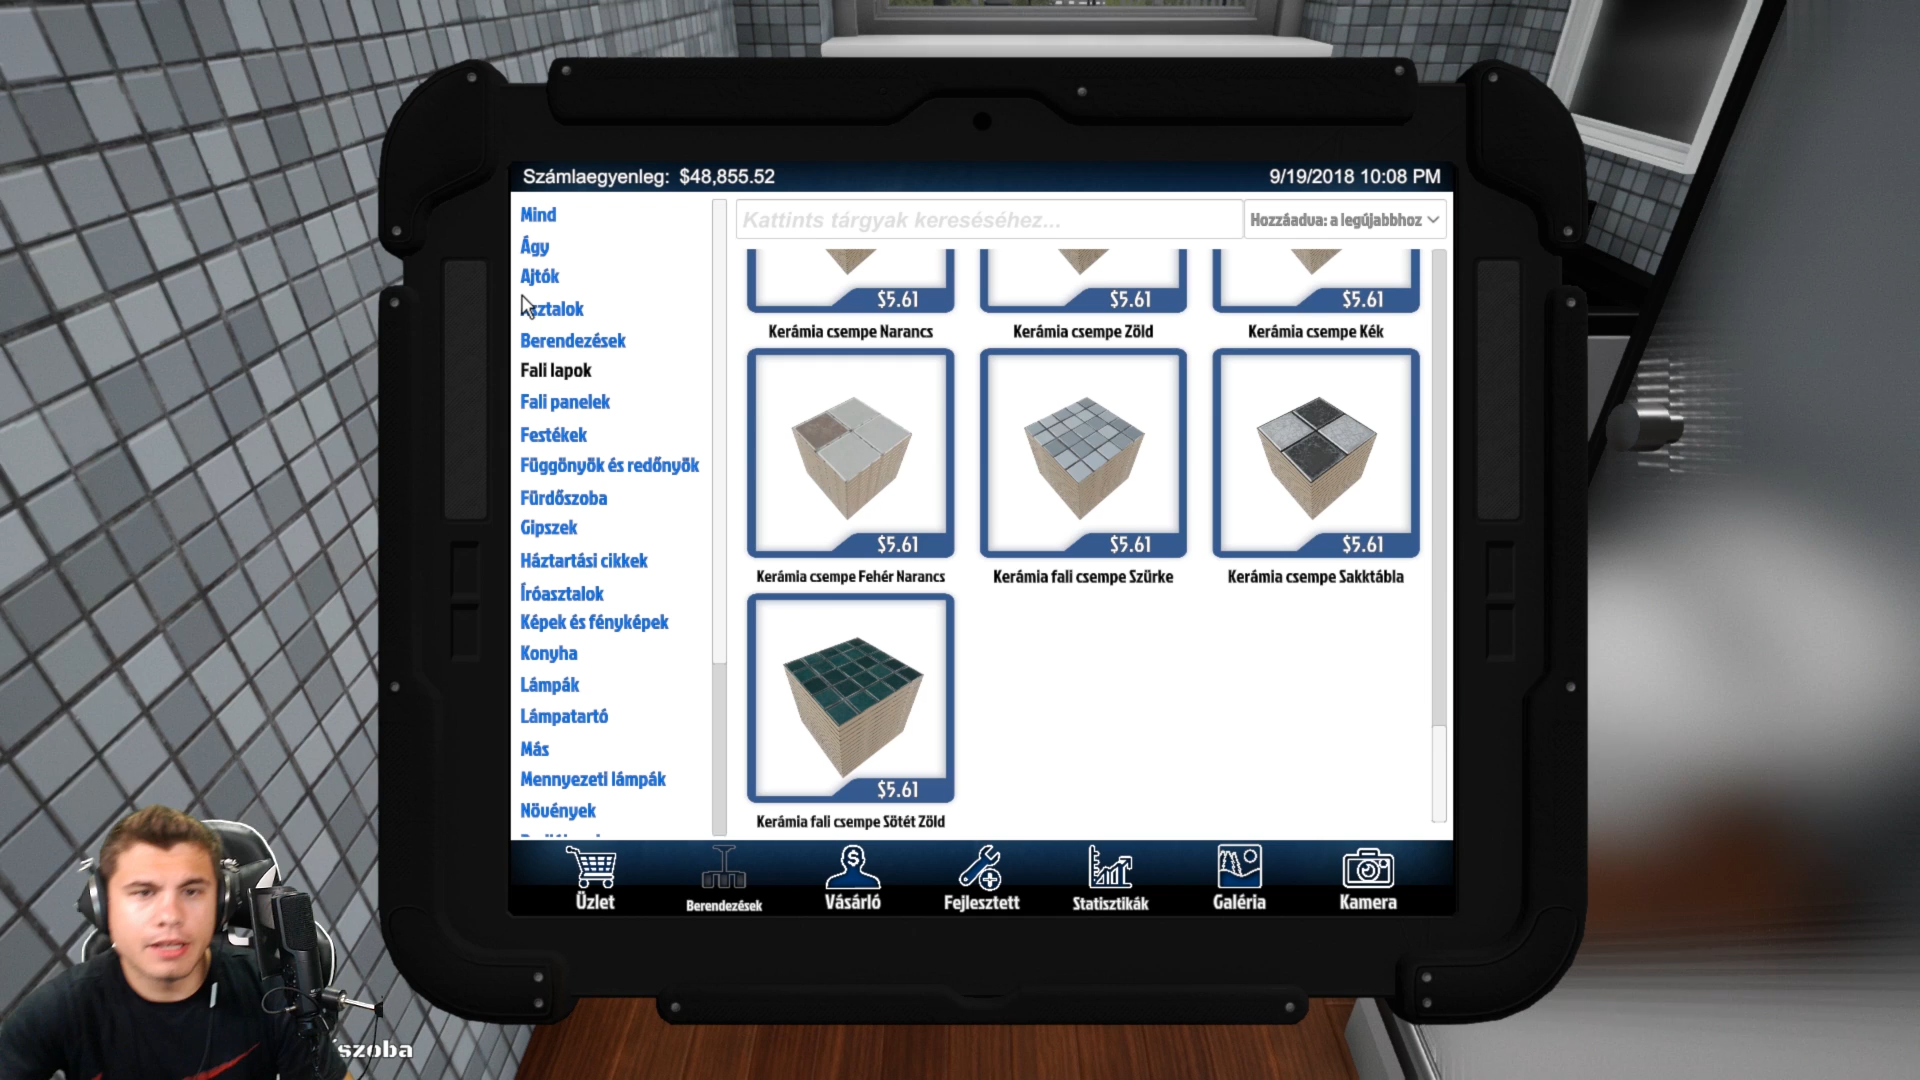 Számlaegyenleg: $48,855.52
9/19/2018 10:08 PM
Mind
Ágy
Ajtók
sztalok
Berendezések
Fali lapok
Fali panelek
Festékek
Függönyök és redőnyök
Fürdőszoba
Gipszek
Háztartási cikkek
Íróasztalok
Képek és fényképek
Konyha
Lámpák
Lámpatartó
Más
Mennyezeti lámpák
Növények
Kattints tárgyak kereséséhez...
Hozzáadva: a legújabbhoz
$5.61
$5.61
$5.61
Kerámia csempe Narancs
Kerámia csempe Zöld
Kerámia csempe Kék
$5.61
$5.61
$5.61
Kerámia csempe Fehér Narancs
Kerámia fali csempe Szürke
Kerámia csempe Sakktábla
$5.61
Kerámia fali csempe Sötét Zöld
Üzlet
Berendezések
Vásárló
Fejlesztett
Statisztikák
Galéria
Kamera
szoba